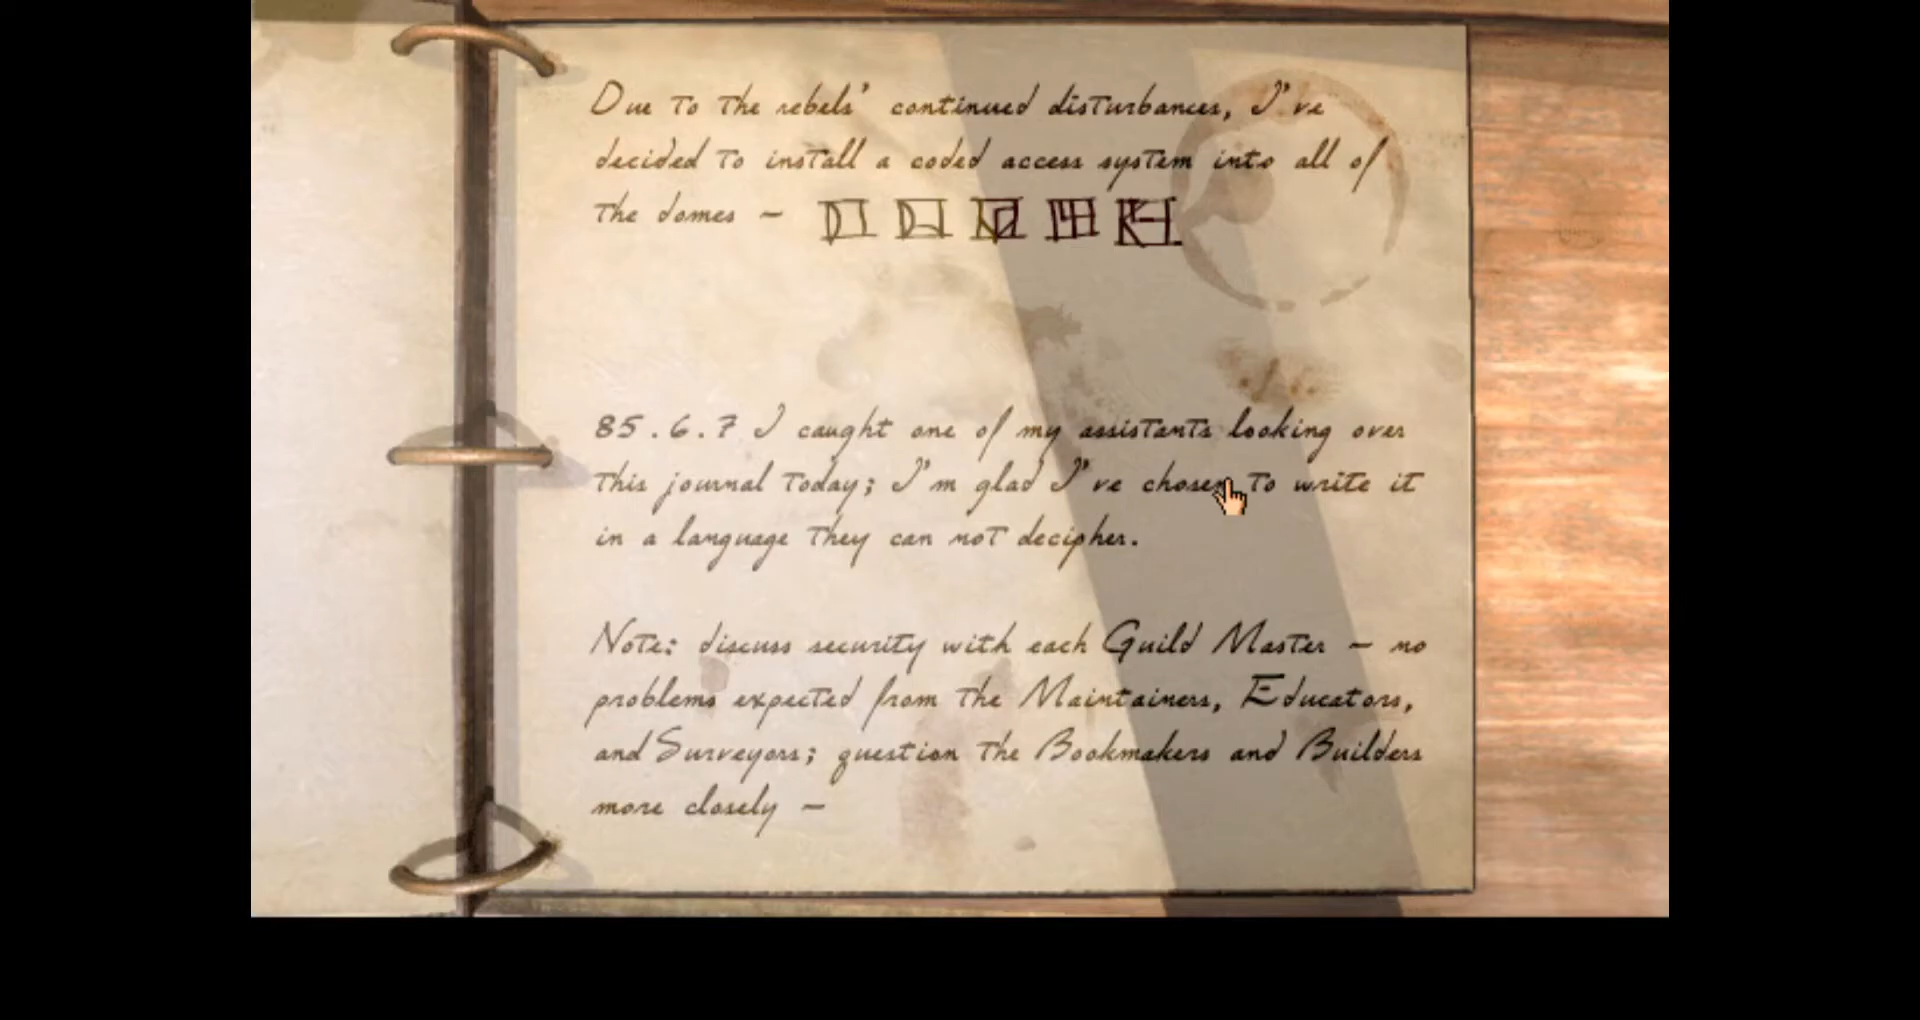 Due to the rebels' continued disturbances, I've
decided to install a coded access system into all of
the domes –
85.6.7 I caught one of my assistants looking over
this journal today; I'm glad I've chosen to write it
in a language they can not decipher.
Note: discuss security with each Guild Master – no
problems expected from the Maintainers, Educators,
and Surveyors; question the Bookmakers and Builders
more closely –